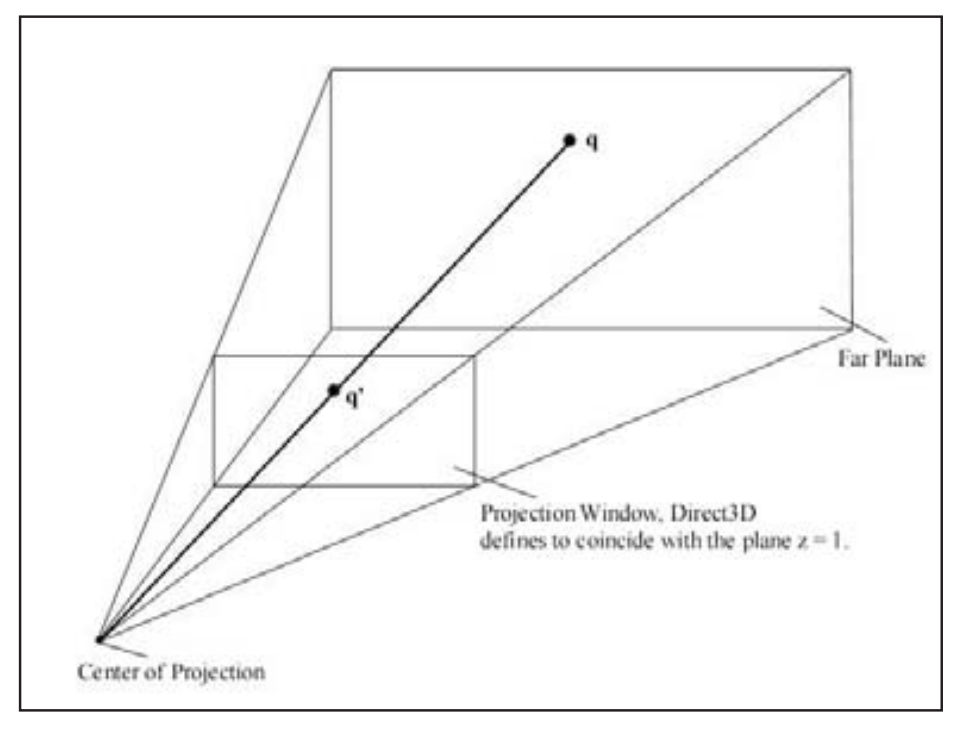 q
Far Plane
q'
Projection Window, Direct3D
defines to coincide with the plane z = 1.
Center of Projection